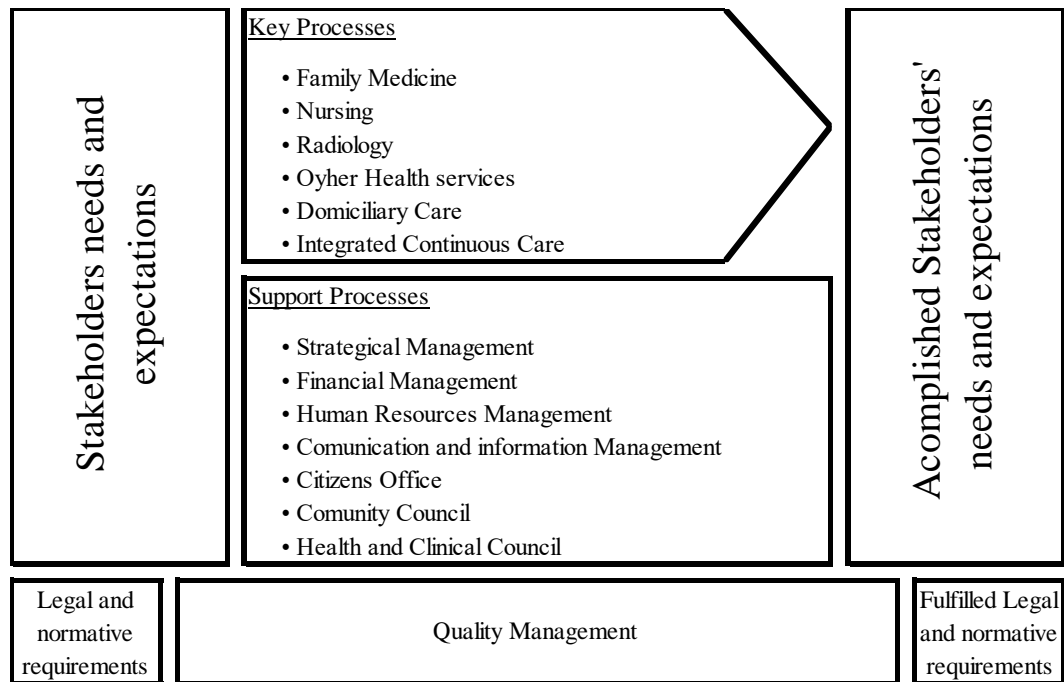 Stakeholders needs and
expectations
Key Processes
• Family Medicine
• Nursing
• Radiology
• Oyher Health services
• Domiciliary Care
• Integrated Continuous Care
Support Processes
• Strategical Management
• Financial Management
• Human Resources Management
• Comunication and information Management
• Citizens Office
• Comunity Council
• Health and Clinical Council
Acomplished Stakeholders'
needs and expectations
Legal and
normative
requirements
Quality Management
Fulfilled Legal
and normative
requirements